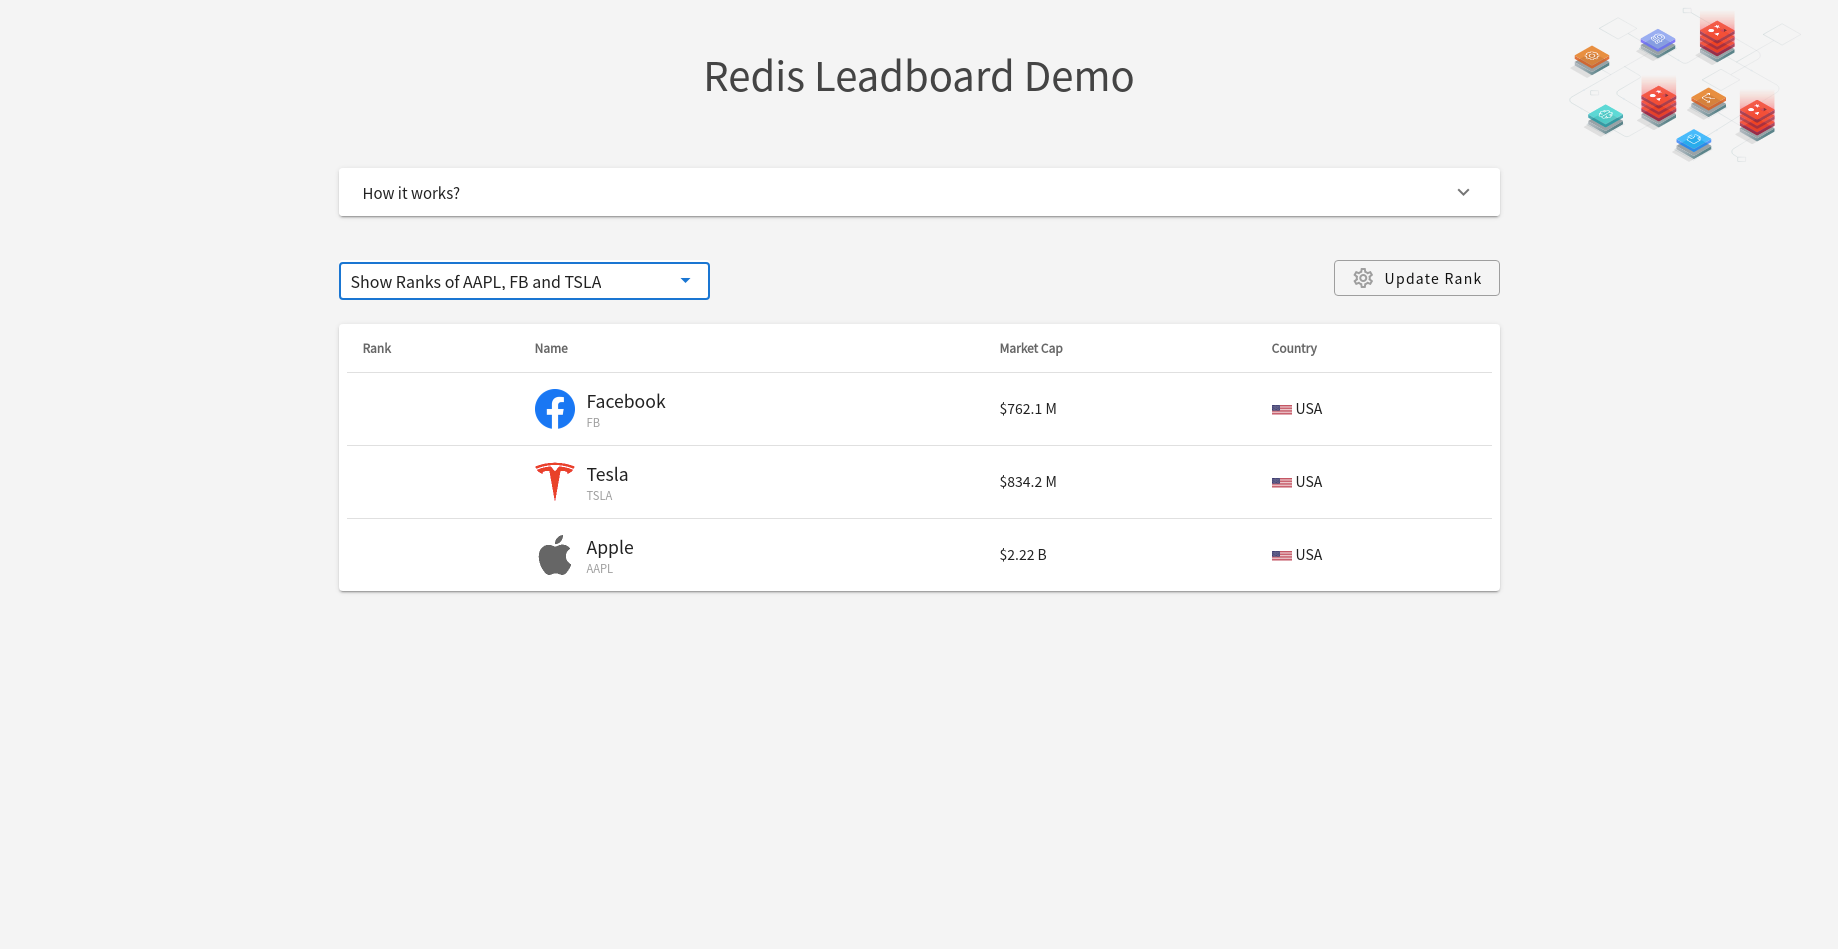 Redis Leadboard Demo
How it works?
Show Ranks of AAPL, FB and TSLA
Update Rank
Rank Name Market Cap Country
Facebook
FB
$762.1 M
USA
Tesla
TSLA
$834.2 M
USA
Apple
AAPL
$2.22 B
USA